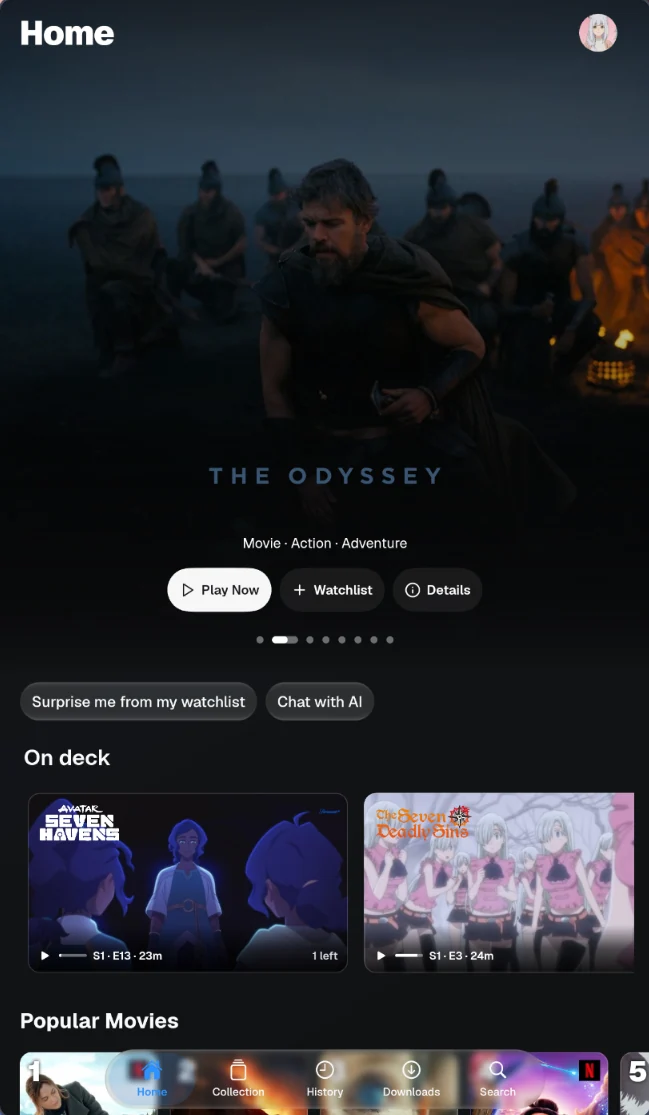 Home
THE ODYSSEY
Movie · Action · Adventure
Play Now
Watchlist
Details
Surprise me from my watchlist
Chat with AI
On deck
AVATAR
SEVEN
HAVENS
S1 · E13 · 23m
1 left
The Seven
Deadly Sins
S1 · E3 · 24m
Popular Movies
1
2
N
5
Home
Collection
History
Downloads
Search